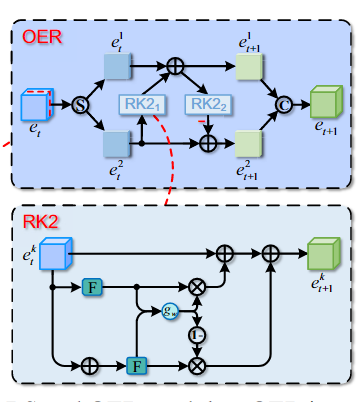 OER
e_t^1
e_{t+1}^1
RK2_1
RK2_2
S
C
e_t
e_{t+1}
e_t^2
e_{t+1}^2
RK2
e_t^k
F
g_w
1-
e_{t+1}^k
F